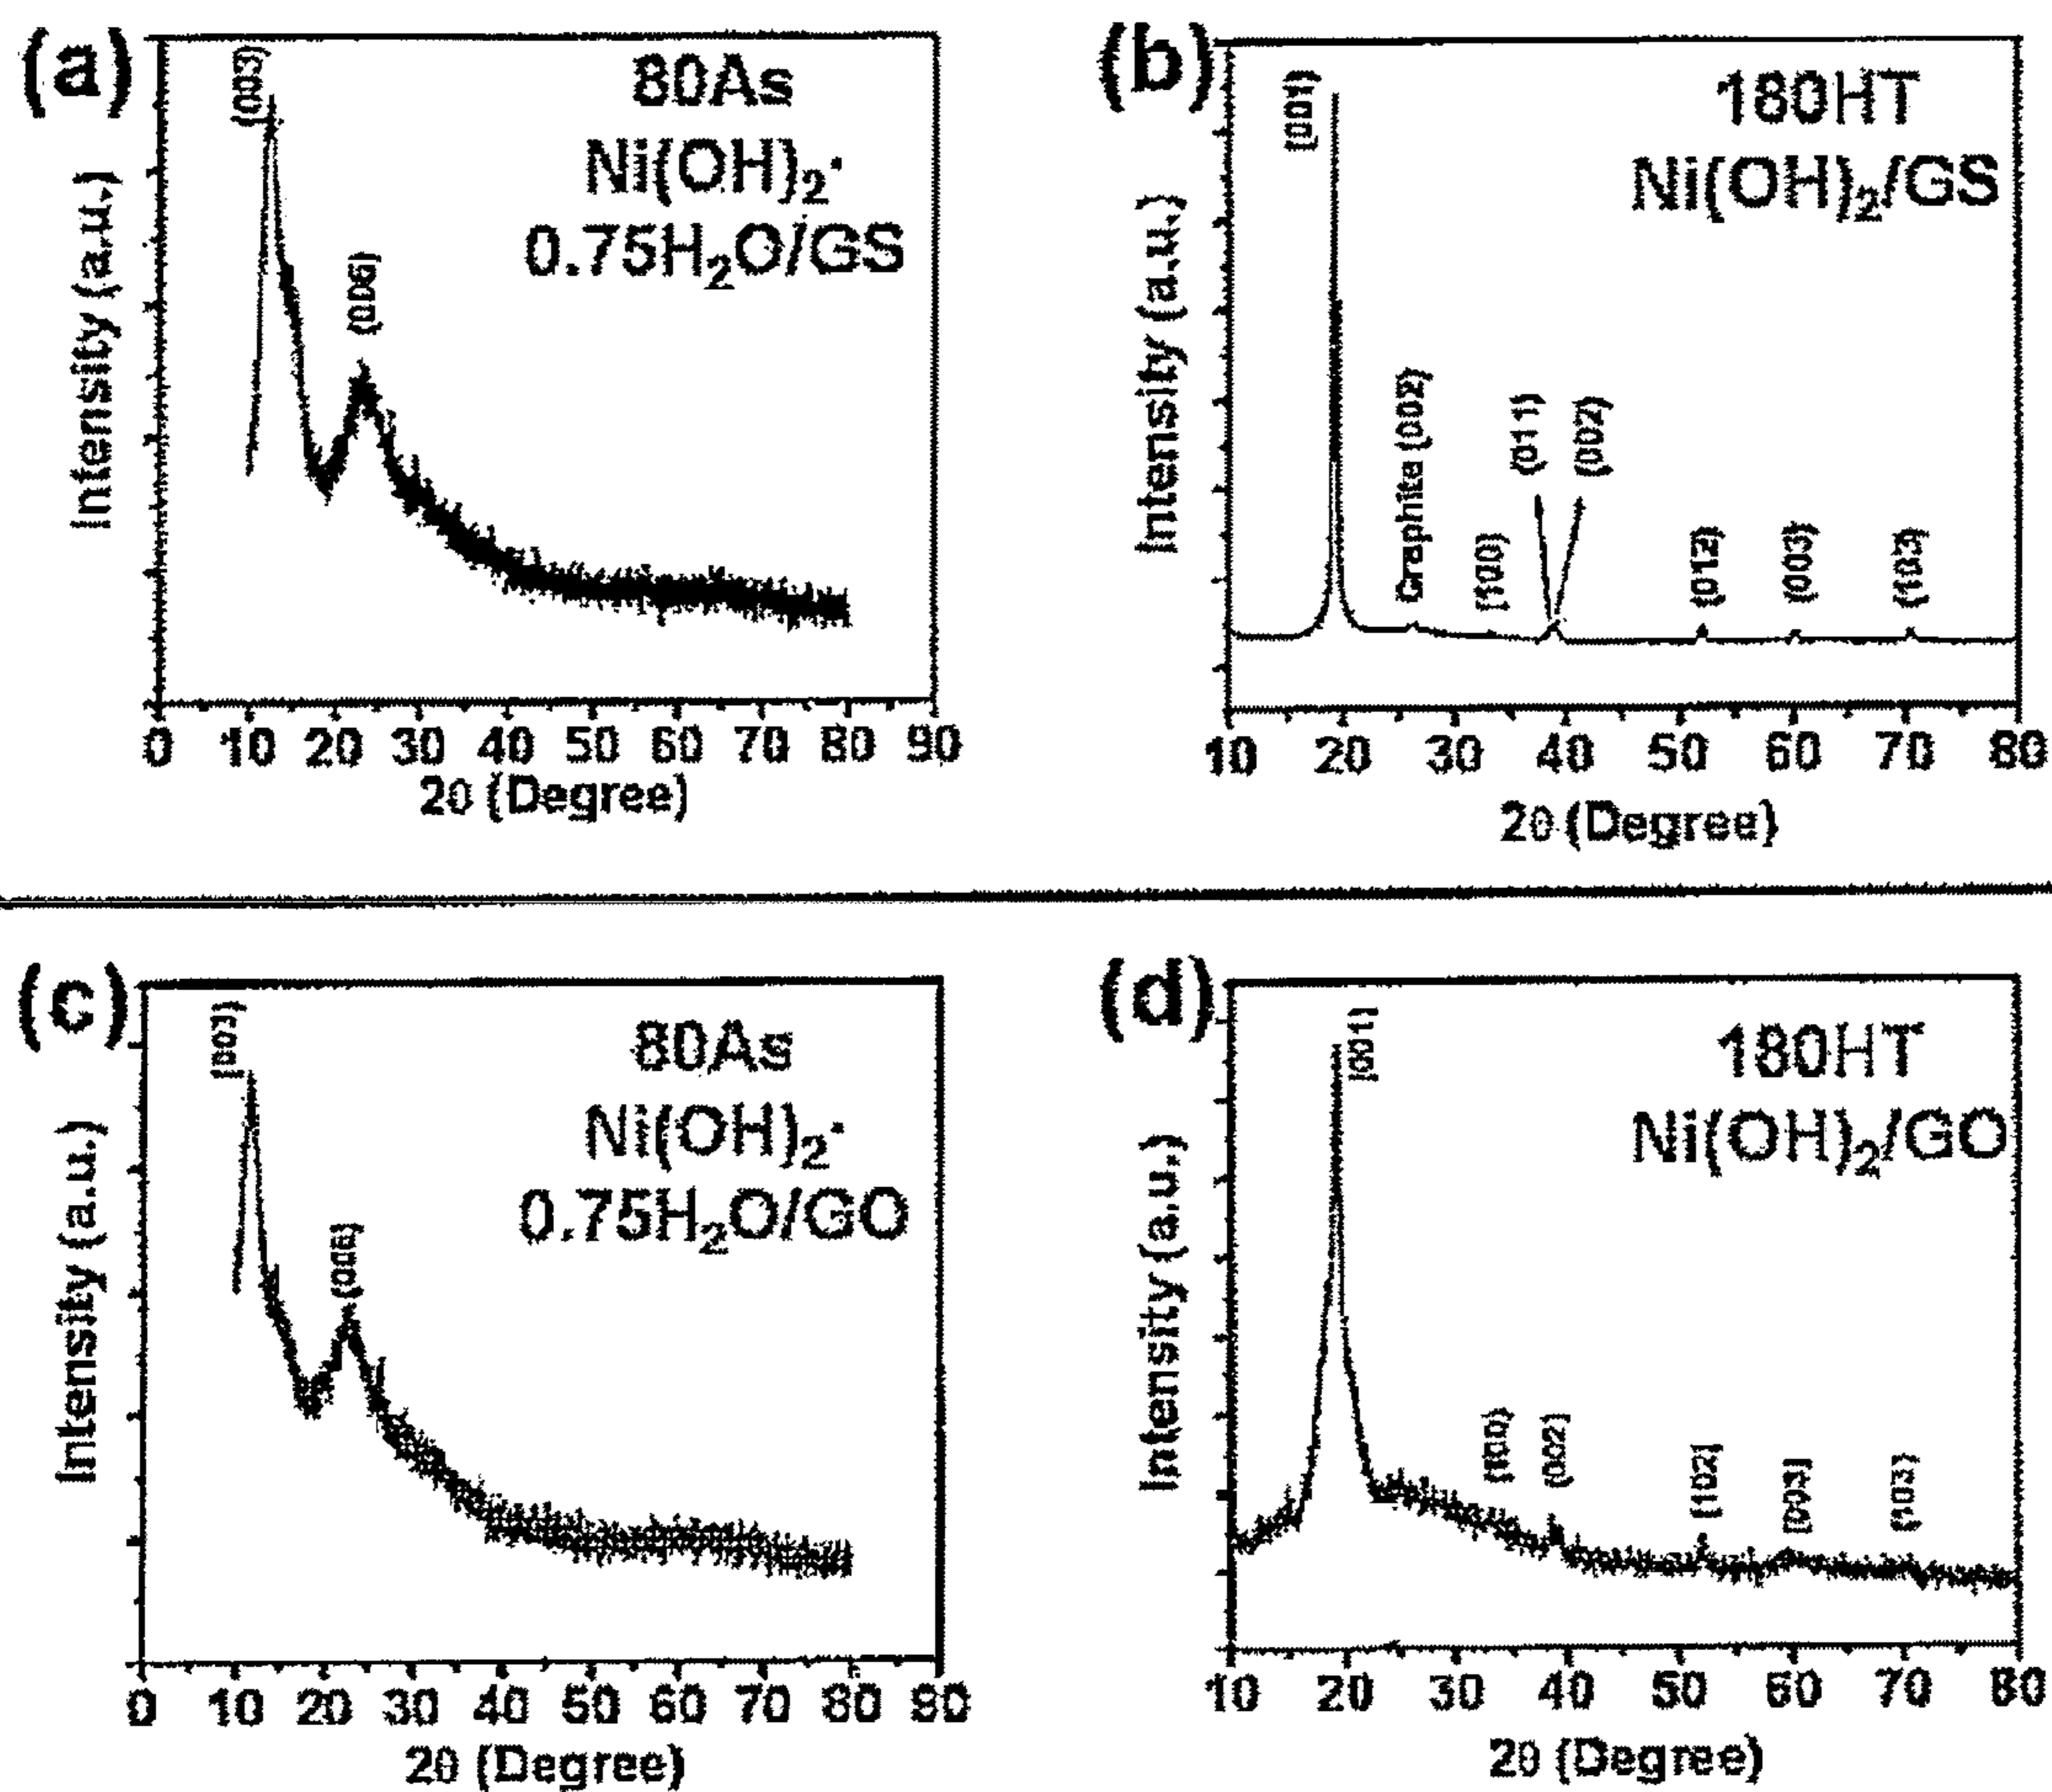 (a)
(003)
(006)
80As
Ni(OH)₂·
0.75H₂O/GS
Intensity (a.u.)
0 10 20 30 40 50 60 70 80 90
2θ (Degree)
(b)
(001)
180HT
Ni(OH)₂/GS
Intensity (a.u.)
Graphite (002)
(100)
(011)
(002)
(012)
(003)
(103)
10 20 30 40 50 60 70 80
2θ (Degree)
(c)
(003)
(006)
80As
Ni(OH)₂·
0.75H₂O/GO
Intensity (a.u.)
0 10 20 30 40 50 60 70 80 90
2θ (Degree)
(d)
(001)
180HT
Ni(OH)₂/GO
Intensity (a.u.)
(100)
(002)
(102)
(003)
(103)
10 20 30 40 50 60 70 80
2θ (Degree)